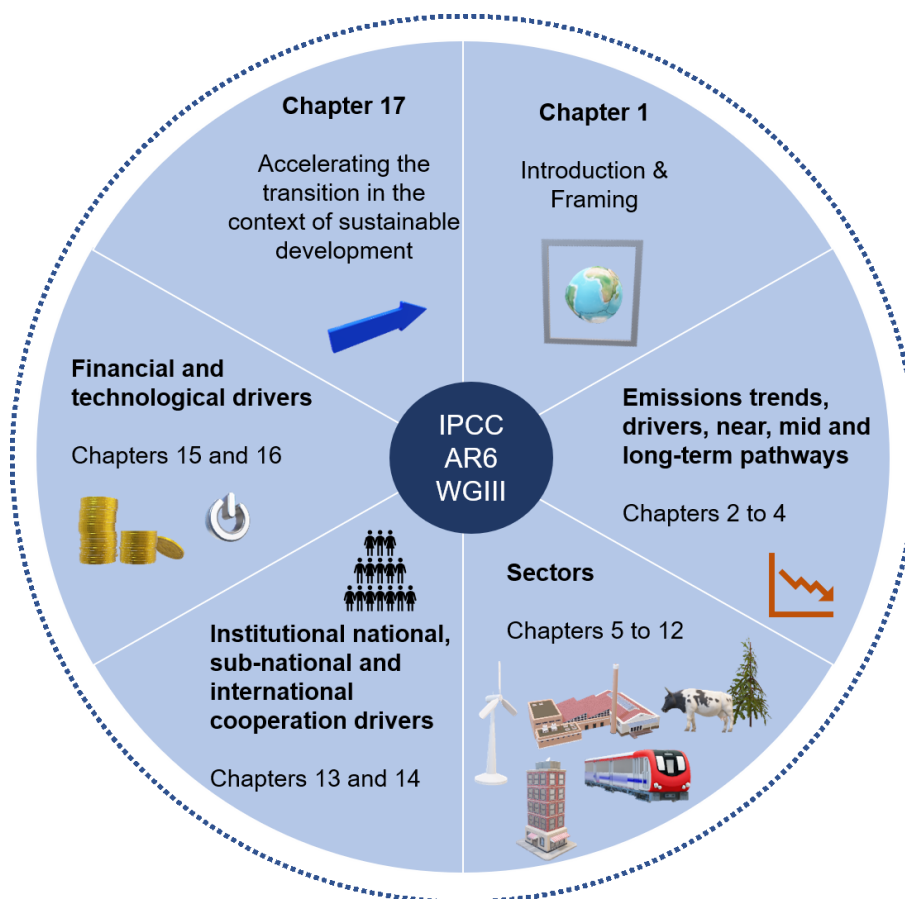 Chapter 1
Introduction &
Framing
Emissions trends,
drivers, near, mid and
long-term pathways
Chapters 2 to 4
Sectors
Chapters 5 to 12
Institutional national,
sub-national and
international
cooperation drivers
Chapters 13 and 14
Financial and
technological drivers
Chapters 15 and 16
Chapter 17
Accelerating the
transition in the
context of sustainable
development
IPCC
AR6
WGIII